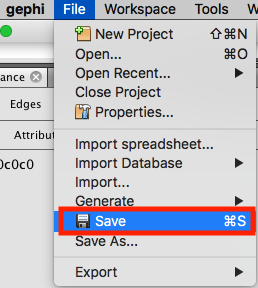 gephi File Workspace Tools W
New Project ⇧⌘N
Open... ⌘O
ance Open Recent... ▶
Close Project
Edges Properties...
Attribut Import spreadsheet...
0c0c0 Import Database ▶
Import...
Generate ▶
Save ⌘S
Save As...
Export ▶